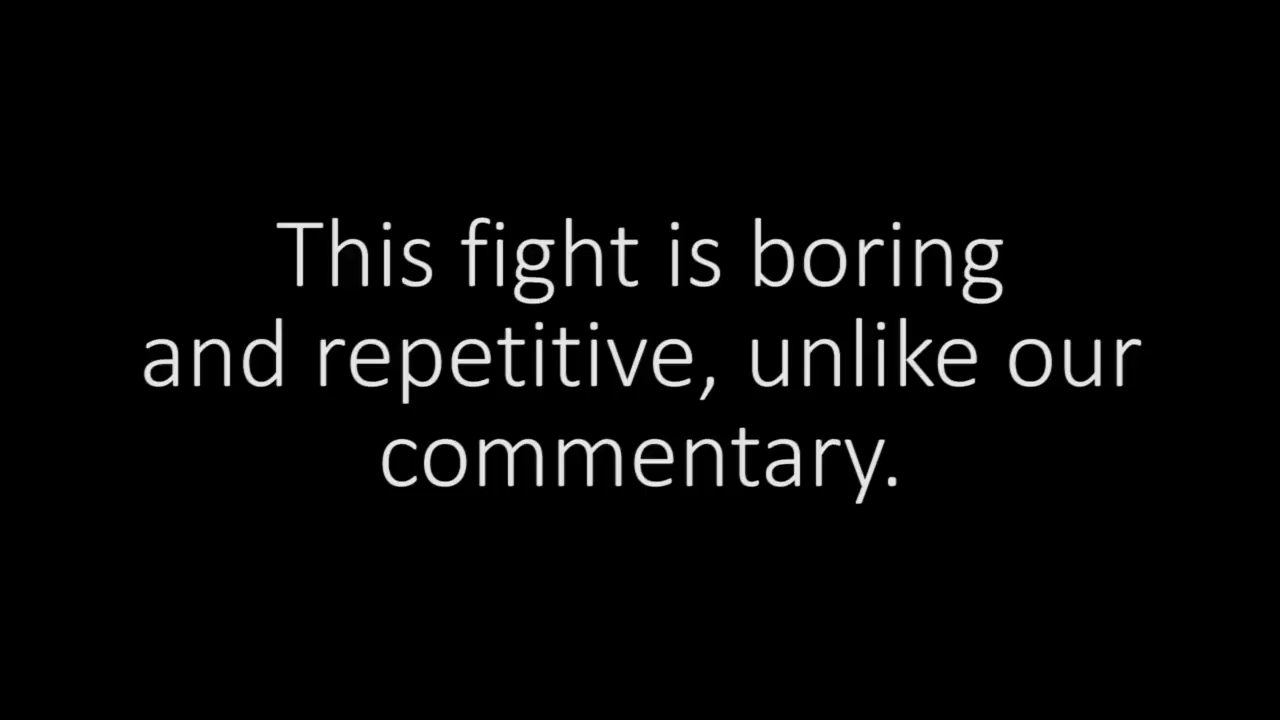 This fight is boring
and repetitive, unlike our
commentary.